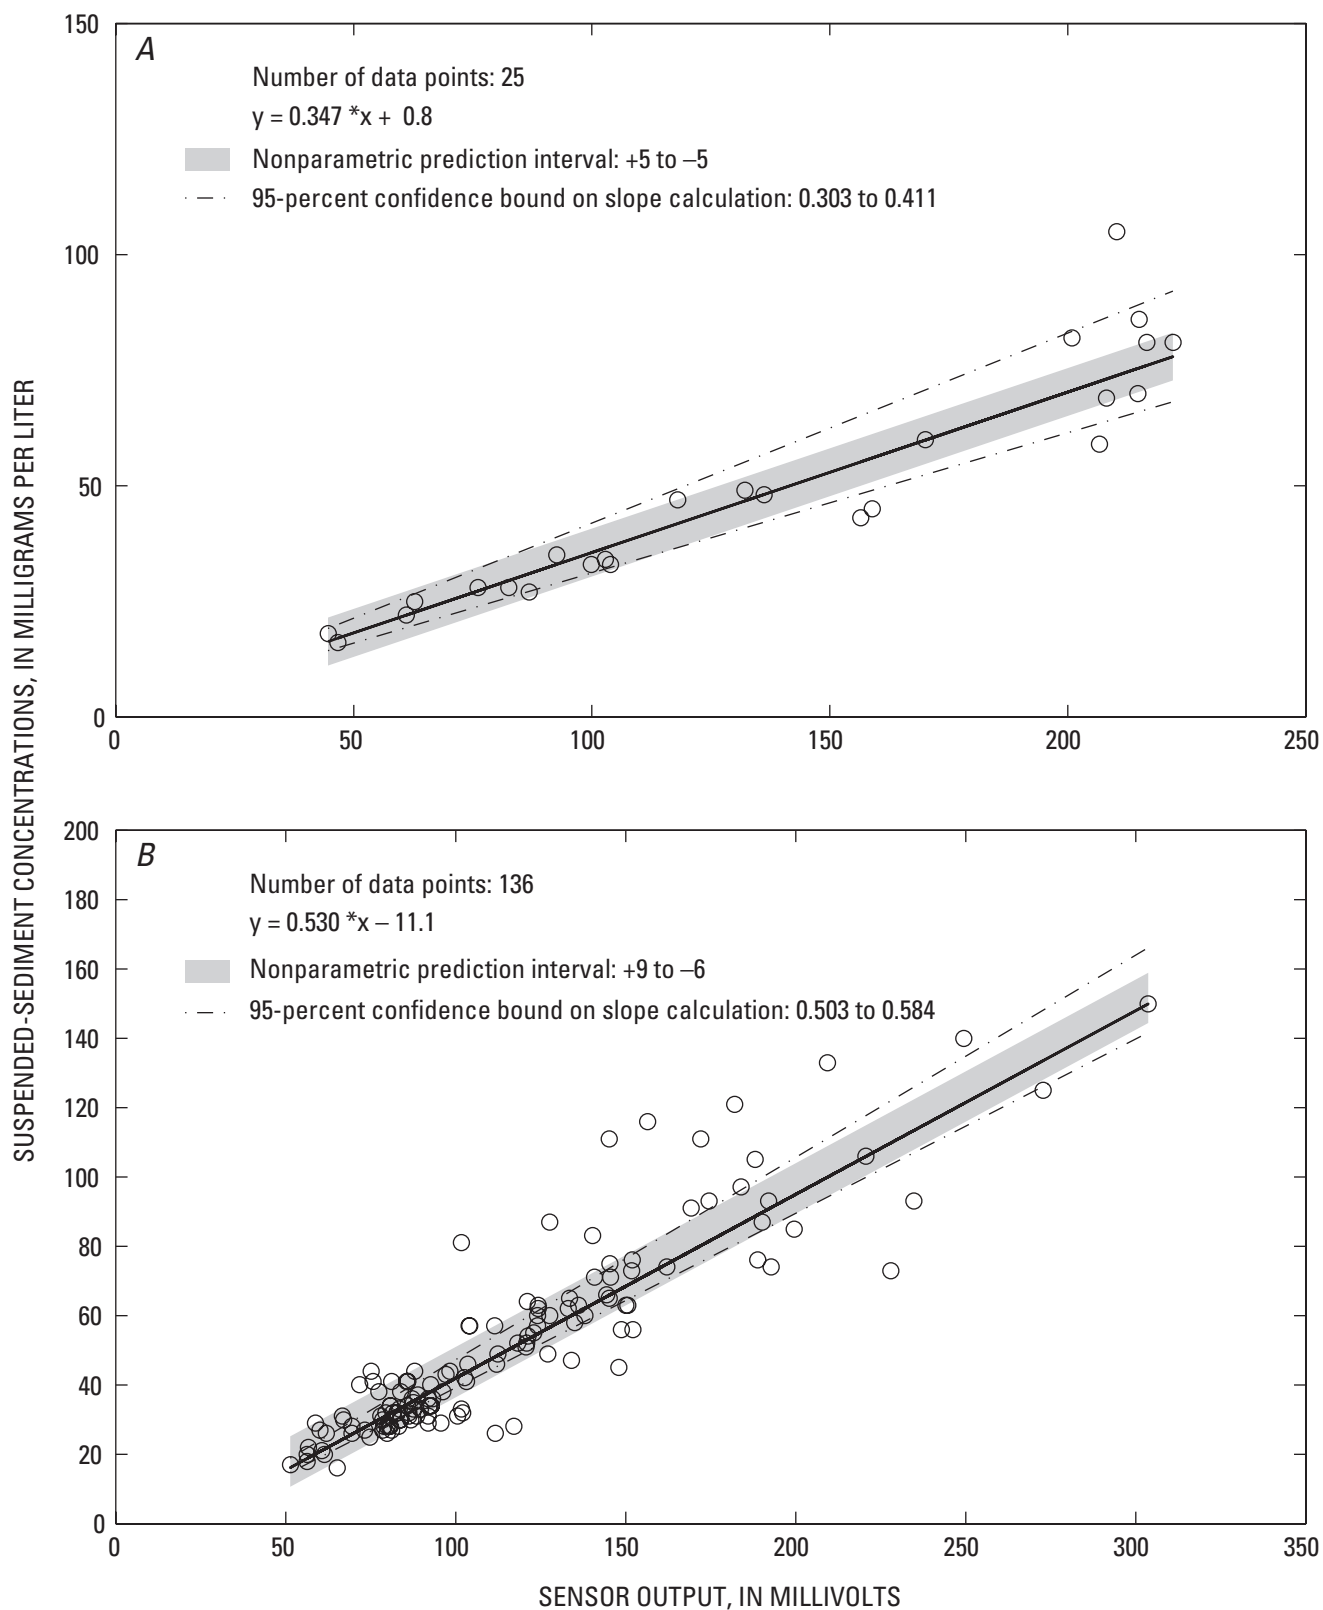 A
Number of data points: 25
y = 0.347 *x + 0.8
Nonparametric prediction interval: +5 to –5
95-percent confidence bound on slope calculation: 0.303 to 0.411
150
100
50
0
0 50 100 150 200 250
SUSPENDED-SEDIMENT CONCENTRATIONS, IN MILLIGRAMS PER LITER
B
Number of data points: 136
y = 0.530 *x – 11.1
Nonparametric prediction interval: +9 to –6
95-percent confidence bound on slope calculation: 0.503 to 0.584
200
180
160
140
120
100
80
60
40
20
0
0 50 100 150 200 250 300 350
SENSOR OUTPUT, IN MILLIVOLTS